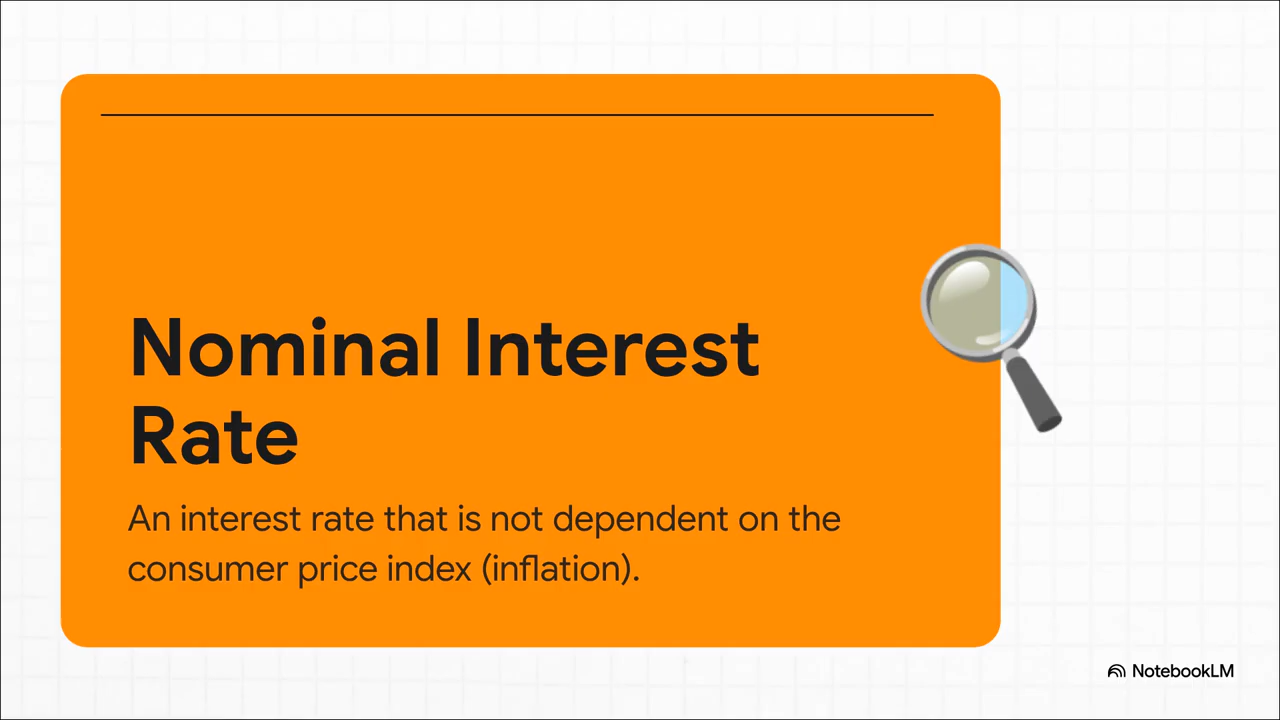 Nominal Interest
Rate
An interest rate that is not dependent on the
consumer price index (inflation).
NotebookLM